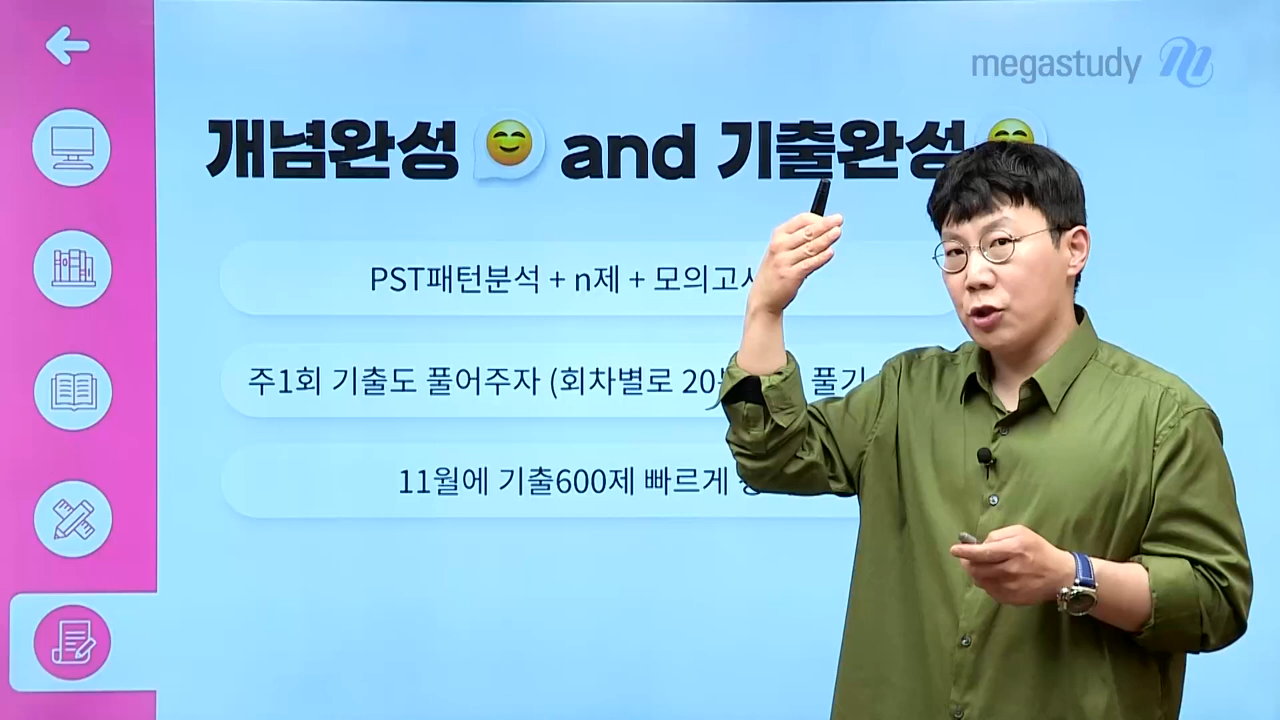 megastudy
개념완성 and 기출완성
PST패턴분석 + n제 + 모의고사
주1회 기출도 풀어주자 (회차별로 풀기
11월에 기출600제 빠르게